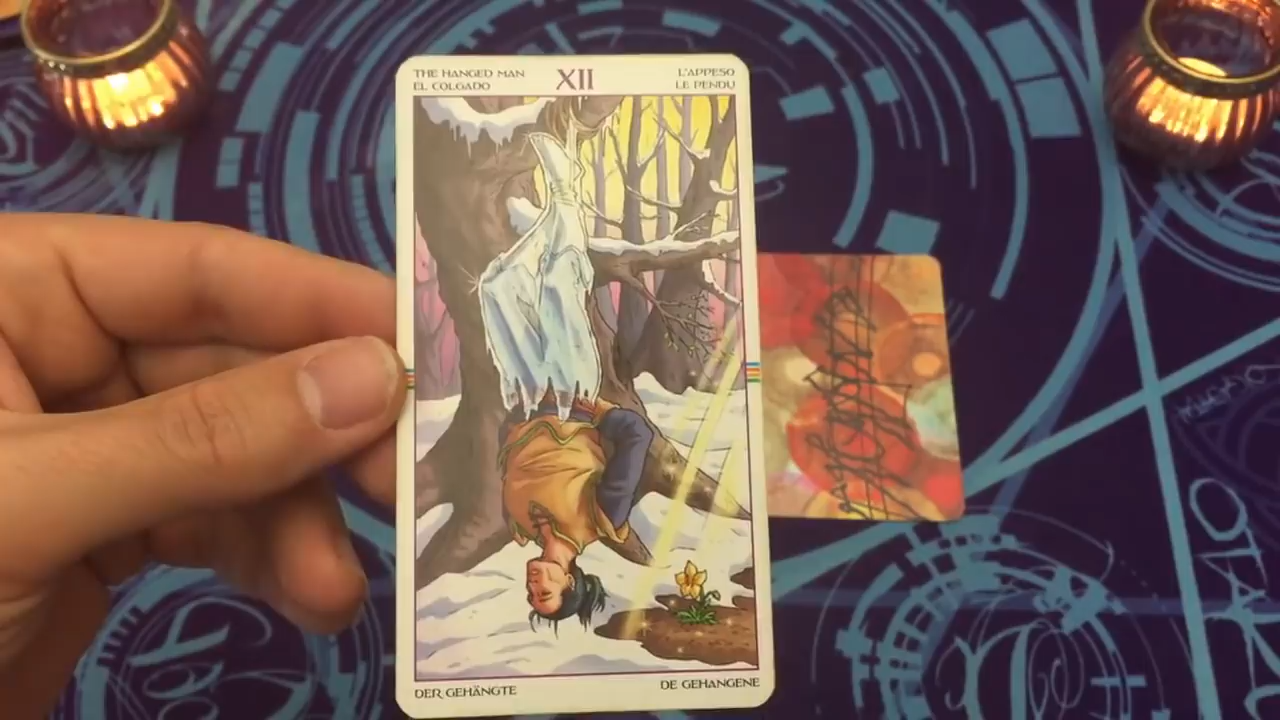 THE HANGED MAN
EL COLGADO
XII
L'APPESO
LE PENDU
DER GEHÄNGTE
DE GEHANGENE